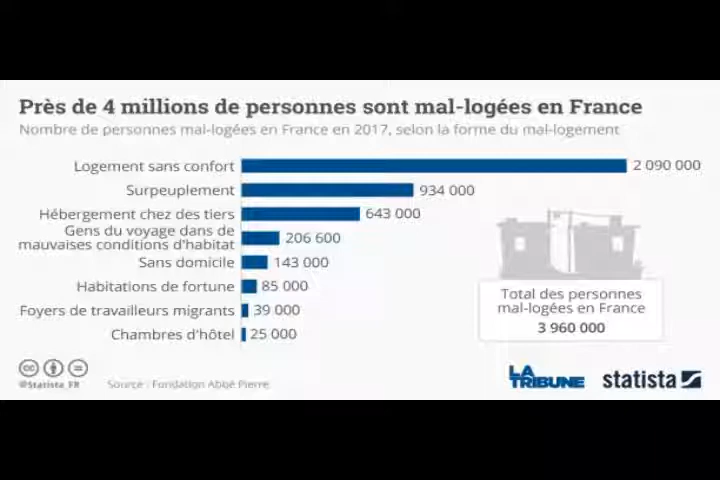 Près de 4 millions de personnes sont mal-logées en France
Nombre de personnes mal-logées en France en 2017, selon la forme du mal-logement
Logement sans confort 2 090 000
Surpeuplement 934 000
Hébergement chez des tiers 643 000
Gens du voyage dans de
mauvaises conditions d'habitat 206 600
Sans domicile 143 000
Habitations de fortune 85 000
Foyers de travailleurs migrants 39 000
Chambres d'hôtel 25 000
Total des personnes
mal-logées en France
3 960 000
@Statista_FR
Source : Fondation Abbé Pierre
LA
TRIBUNE
statista